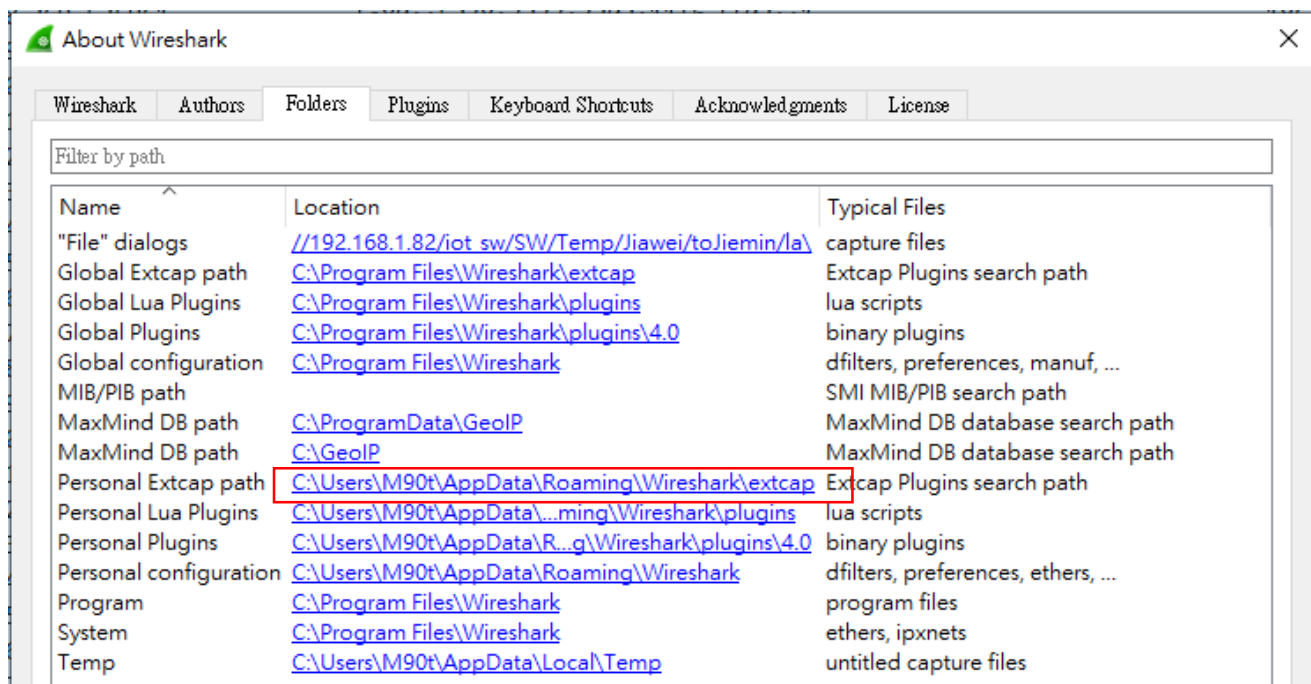 About Wireshark
Wireshark Authors Folders Plugins Keyboard Shortcuts Acknowledgments License
Filter by path
Name Location Typical Files
"File" dialogs //192.168.1.82/iot_sw/SW/Temp/Jiawei/toJiemin/la\ capture files
Global Extcap path C:\Program Files\Wireshark\extcap Extcap Plugins search path
Global Lua Plugins C:\Program Files\Wireshark\plugins lua scripts
Global Plugins C:\Program Files\Wireshark\plugins\4.0 binary plugins
Global configuration C:\Program Files\Wireshark dfilters, preferences, manuf, ...
MIB/PIB path SMI MIB/PIB search path
MaxMind DB path C:\ProgramData\GeoIP MaxMind DB database search path
MaxMind DB path C:\GeoIP MaxMind DB database search path
Personal Extcap path C:\Users\M90t\AppData\Roaming\Wireshark\extcap Extcap Plugins search path
Personal Lua Plugins C:\Users\M90t\AppData\...ming\Wireshark\plugins lua scripts
Personal Plugins C:\Users\M90t\AppData\R...g\Wireshark\plugins\4.0 binary plugins
Personal configuration C:\Users\M90t\AppData\Roaming\Wireshark dfilters, preferences, ethers, ...
Program C:\Program Files\Wireshark program files
System C:\Program Files\Wireshark ethers, ipxnets
Temp C:\Users\M90t\AppData\Local\Temp untitled capture files